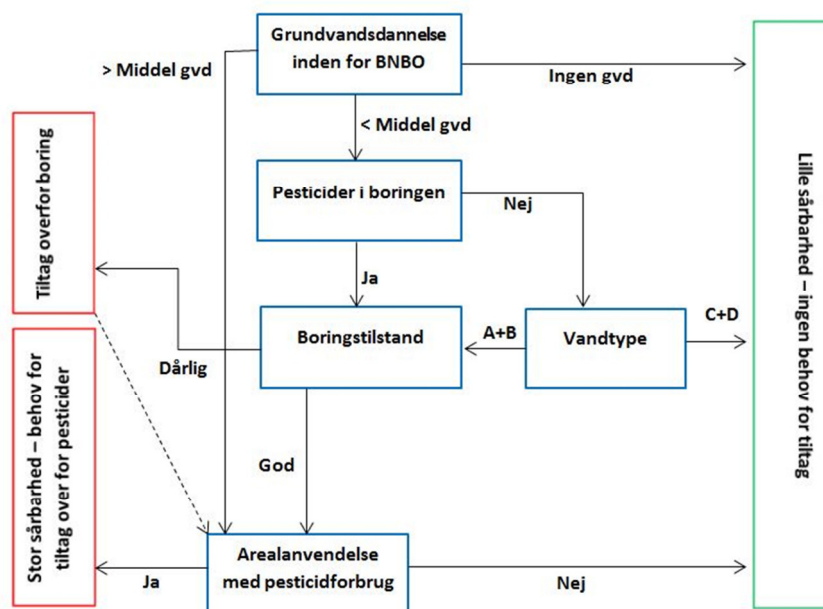 Grundvandsdannelse
inden for BNBO
> Middel gvd
Ingen gvd
< Middel gvd
Pesticider i boringen
Nej
Ja
Tiltag overfor boring
Boringstilstand
A+B
Vandtype
C+D
Dårlig
Lille sårbarhed – ingen behov for tiltag
Stor sårbarhed – behov for
tiltag over for pesticider
God
Arealanvendelse
med pesticidforbrug
Ja
Nej